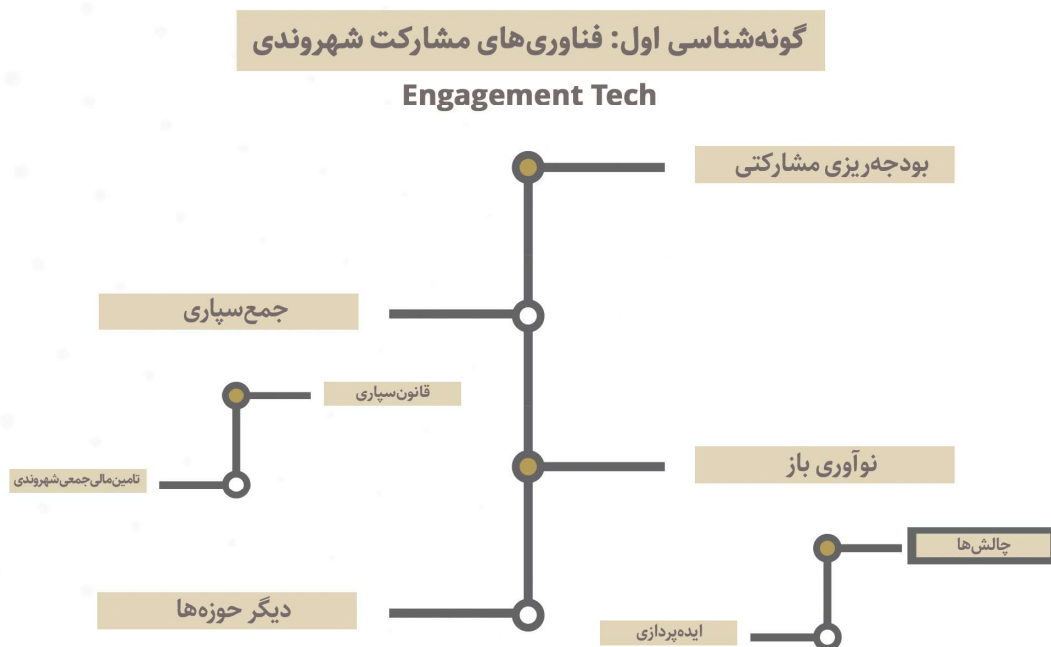 گونه‌شناسی اول: فناوری‌های مشارکت شهروندی
Engagement Tech
بودجه‌ریزی مشارکتی
جمع‌سپاری
قانون‌سپاری
تامین‌مالی‌جمعی‌شهروندی
نوآوری باز
چالش‌ها
ایده‌پردازی
دیگر حوزه‌ها